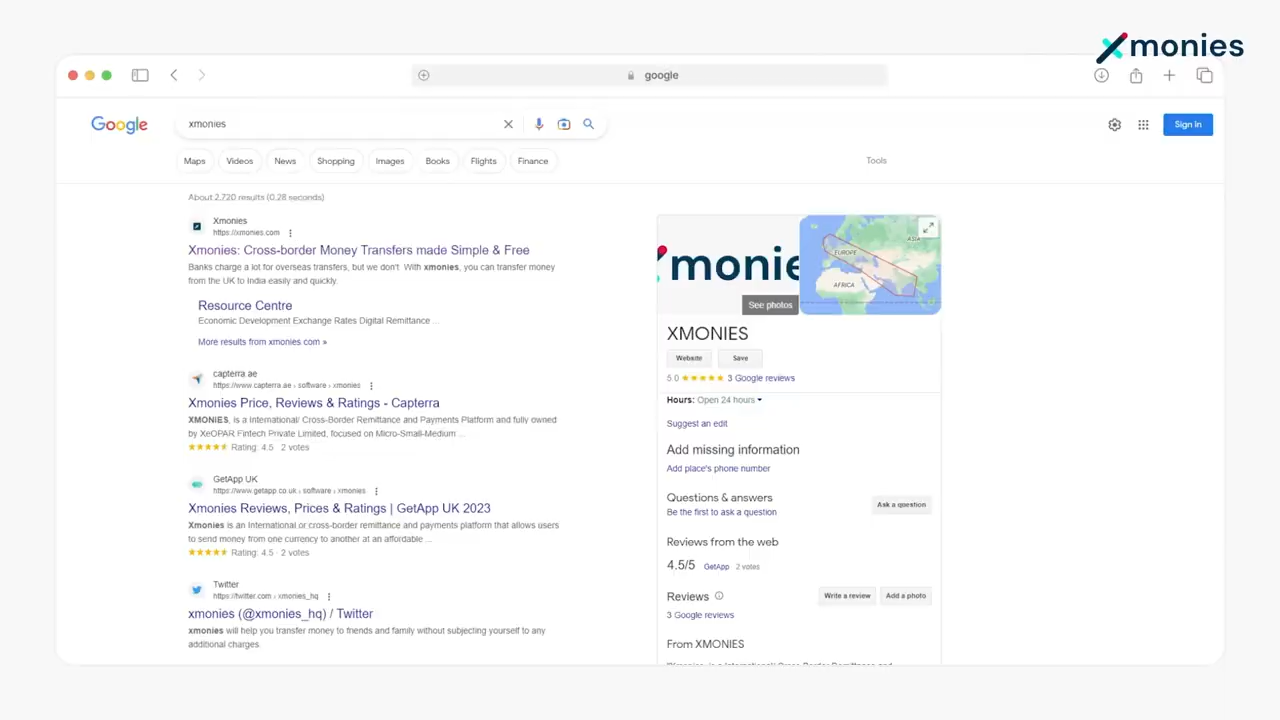 xmonies
google
Google
xmonies
Sign in
Maps
Videos
News
Shopping
Images
Books
Flights
Finance
Tools
About 2,720 results (0.28 seconds)
Xmonies
https://xmonies.com
Xmonies: Cross-border Money Transfers made Simple & Free
Banks charge a lot for overseas transfers, but we don't. With xmonies, you can transfer money
from the UK to India easily and quickly.
Resource Centre
Economic Development Exchange Rates Digital Remittance ...
More results from xmonies.com »
capterra ae
https://www.capterra.ae › software › xmonies
Xmonies Price, Reviews & Ratings - Capterra
XMONIES, is a International/ Cross-Border Remittance and Payments Platform and fully owned
by XeOPAR Fintech Private Limited, focused on Micro-Small-Medium ...
Rating: 4.5 · 2 votes
GetApp UK
https://www.getapp.co.uk › software › xmonies
Xmonies Reviews, Prices & Ratings | GetApp UK 2023
Xmonies is an International or cross-border remittance and payments platform that allows users
to send money from one currency to another at an affordable ...
Rating: 4.5 · 2 votes
Twitter
https://twitter.com › xmonies_hq
xmonies (@xmonies_hq) / Twitter
xmonies will help you transfer money to friends and family without subjecting yourself to any
additional charges
monie
See photos
EUROPE
ASIA
AFRICA
XMONIES
Website
Save
5.0
3 Google reviews
Hours: Open 24 hours
Suggest an edit
Add missing information
Add place's phone number
Questions & answers
Be the first to ask a question
Ask a question
Reviews from the web
4.5/5 GetApp 2 votes
Reviews
Write a review
Add a photo
3 Google reviews
From XMONIES